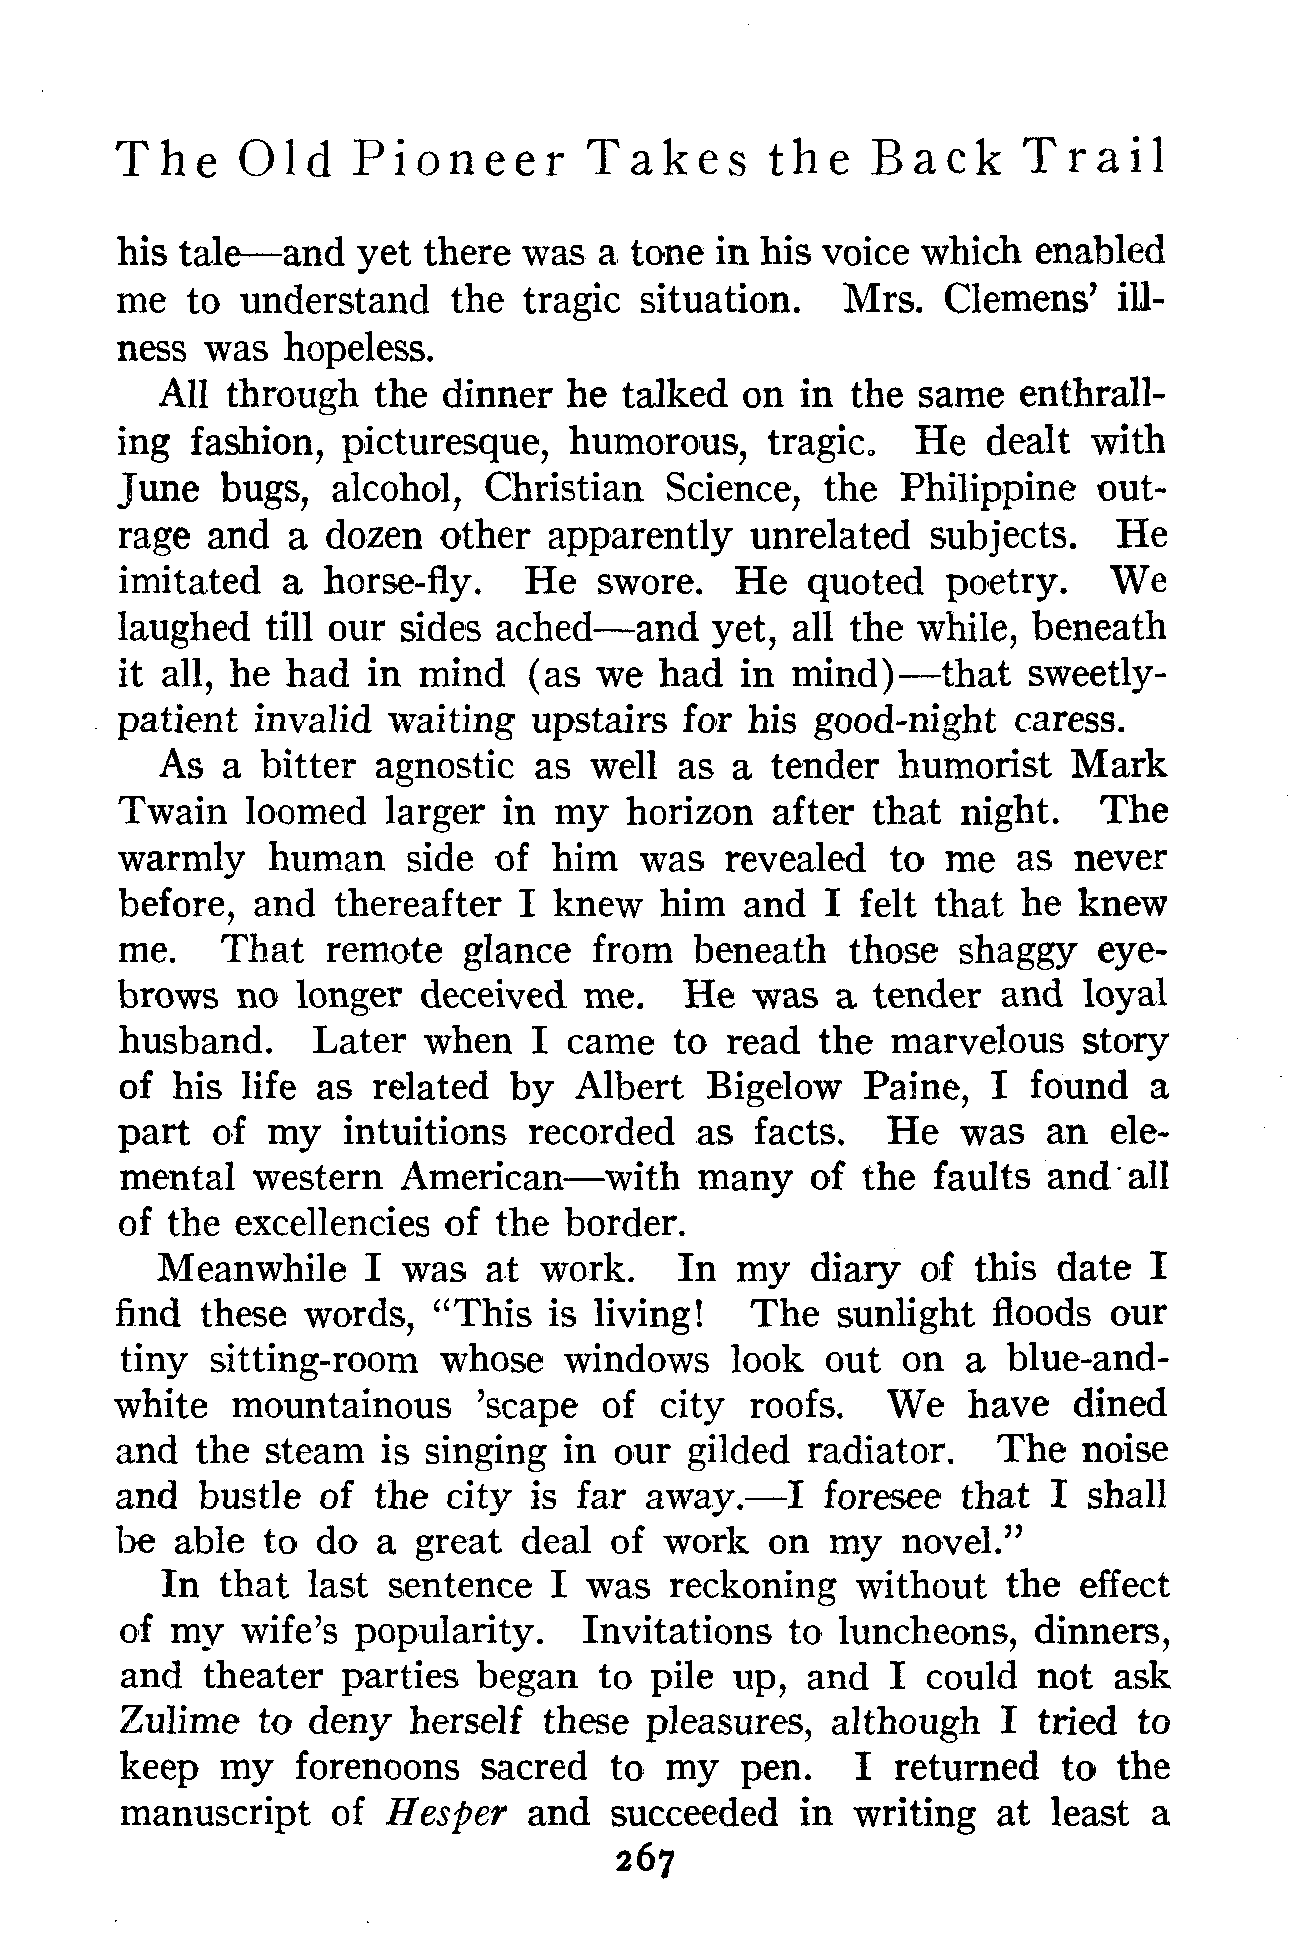 The Old Pioneer Takes the Back Trail
his tale—and yet there was a tone in his voice which enabled
me to understand the tragic situation. Mrs. Clemens' ill-
ness was hopeless.
All through the dinner he talked on in the same enthrall-
ing fashion, picturesque, humorous, tragic. He dealt with
June bugs, alcohol, Christian Science, the Philippine out-
rage and a dozen other apparently unrelated subjects. He
imitated a horse-fly. He swore. He quoted poetry. We
laughed till our sides ached—and yet, all the while, beneath
it all, he had in mind (as we had in mind)—that sweetly-
patient invalid waiting upstairs for his good-night caress.
As a bitter agnostic as well as a tender humorist Mark
Twain loomed larger in my horizon after that night. The
warmly human side of him was revealed to me as never
before, and thereafter I knew him and I felt that he knew
me. That remote glance from beneath those shaggy eye-
brows no longer deceived me. He was a tender and loyal
husband. Later when I came to read the marvelous story
of his life as related by Albert Bigelow Paine, I found a
part of my intuitions recorded as facts. He was an ele-
mental western American—with many of the faults and all
of the excellencies of the border.
Meanwhile I was at work. In my diary of this date I
find these words, "This is living! The sunlight floods our
tiny sitting-room whose windows look out on a blue-and-
white mountainous 'scape of city roofs. We have dined
and the steam is singing in our gilded radiator. The noise
and bustle of the city is far away.—I foresee that I shall
be able to do a great deal of work on my novel."
In that last sentence I was reckoning without the effect
of my wife's popularity. Invitations to luncheons, dinners,
and theater parties began to pile up, and I could not ask
Zulime to deny herself these pleasures, although I tried to
keep my forenoons sacred to my pen. I returned to the
manuscript of Hesper and succeeded in writing at least a
267